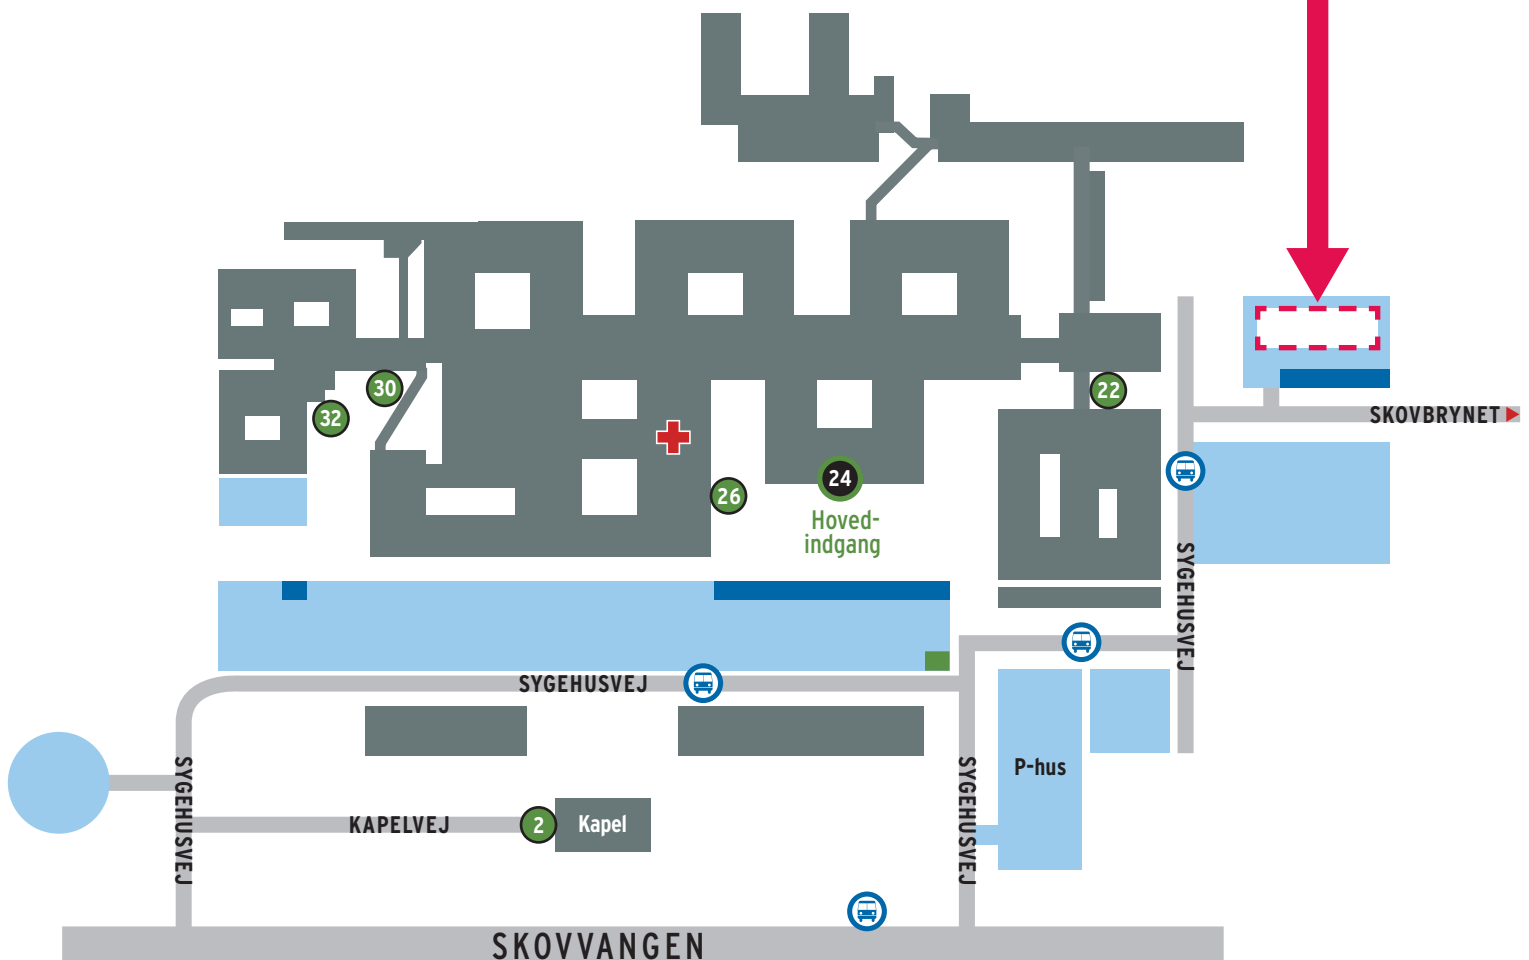 30
22
32
SKOVBRYNET
24
26
Hoved-
indgang
SYGEHUSVEJ
SYGEHUSVEJ
P-hus
SYGEHUSVEJ
SYGEHUSVEJ
KAPELVEJ
2
Kapel
SKOVVANGEN